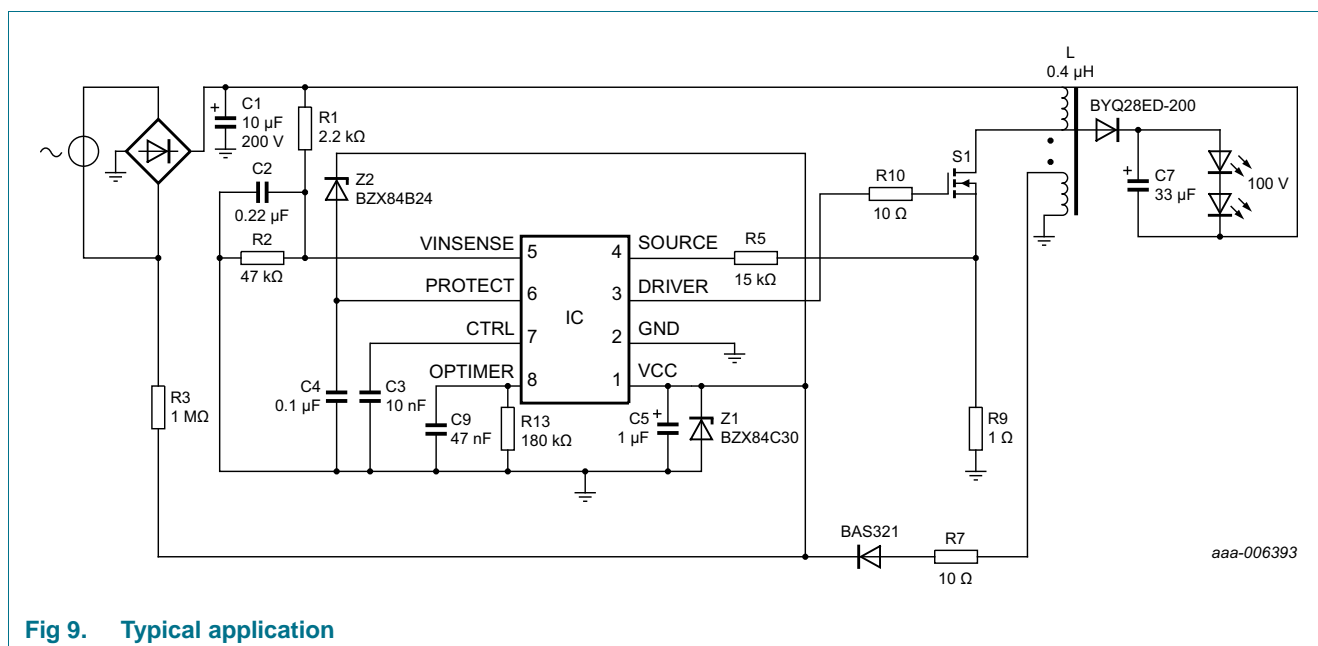 L
0.4 µH
BYQ28ED-200
C1
10 µF
200 V
+
R1
2.2 kΩ
S1
C2
0.22 µF
Z2
BZX84B24
R10
10 Ω
+
C7
33 µF
100 V
R2
47 kΩ
VINSENSE
5
4
SOURCE
R5
15 kΩ
PROTECT
6
3
DRIVER
IC
CTRL
7
2
GND
OPTIMER
8
1
VCC
R3
1 MΩ
C4
0.1 µF
C3
10 nF
C9
47 nF
R13
180 kΩ
C5
1 µF
+
Z1
BZX84C30
R9
1 Ω
BAS321
R7
10 Ω
aaa-006393
Fig 9. Typical application